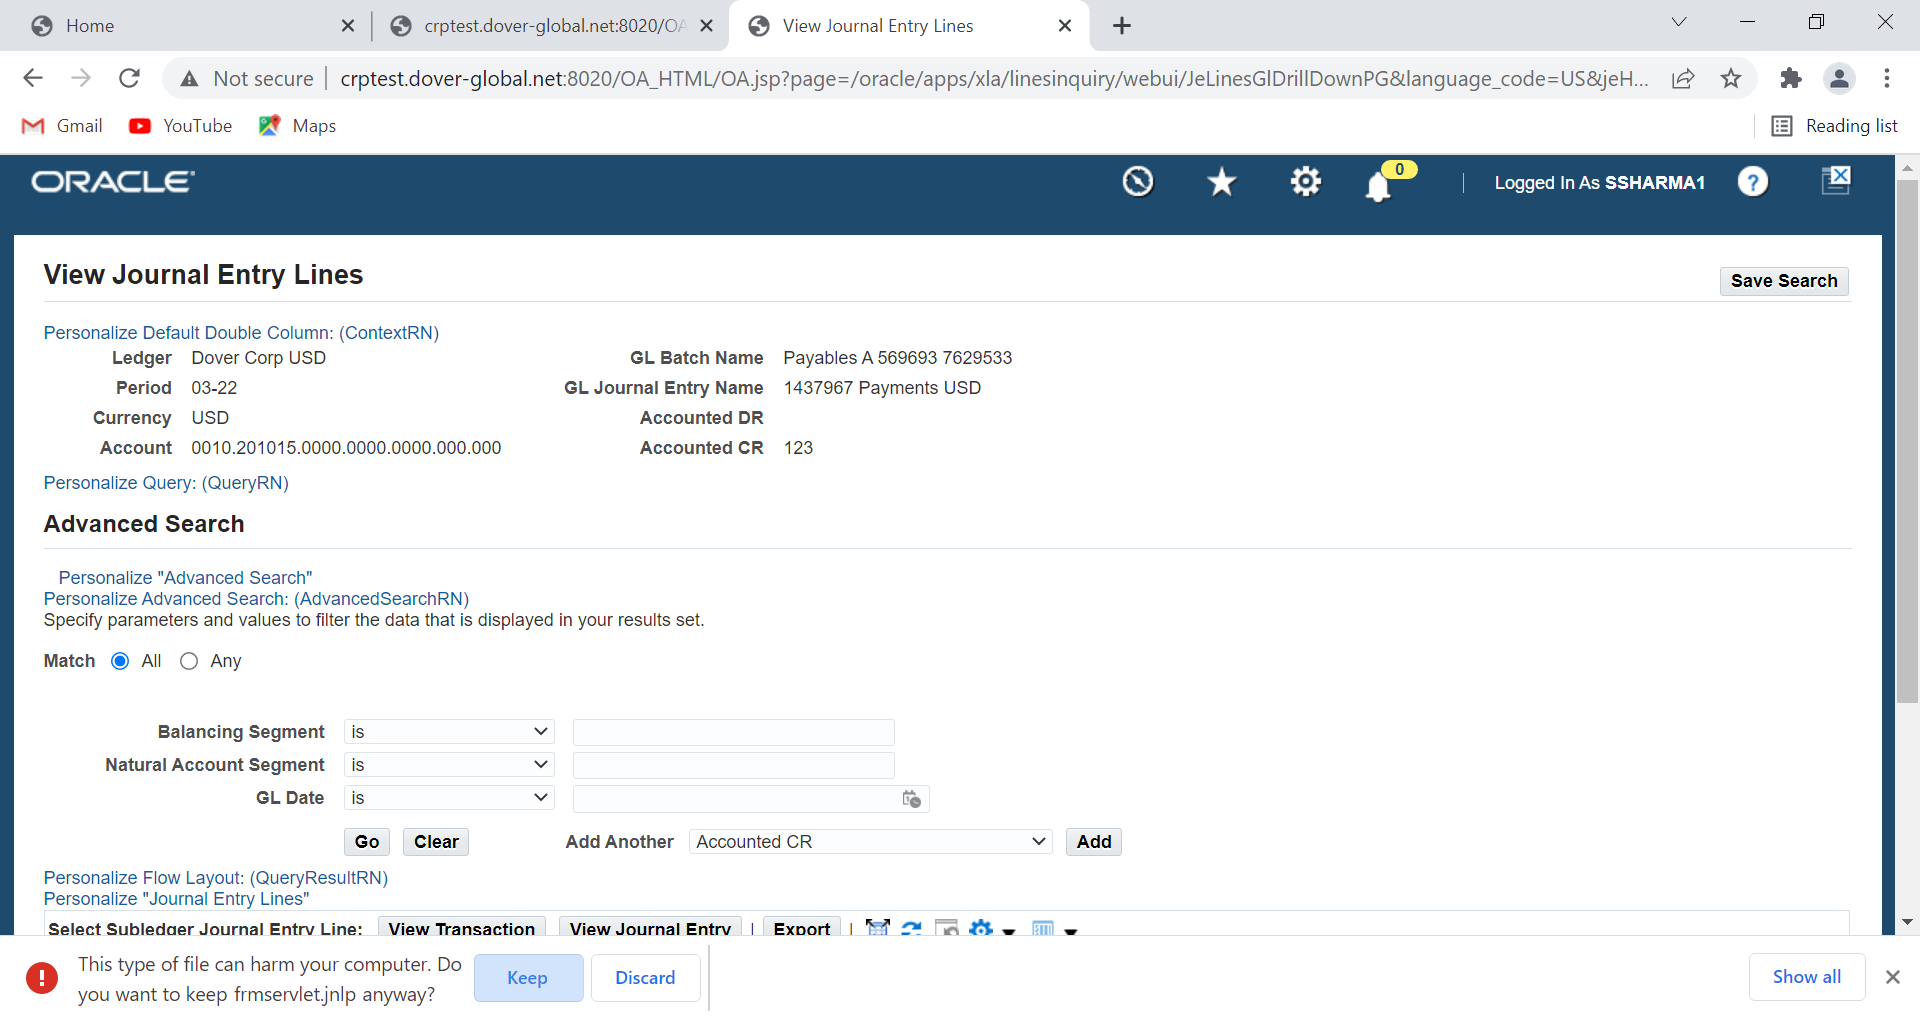 Home
crptest.dover-global.net:8020/OA
View Journal Entry Lines
Not secure
crptest.dover-global.net:8020/OA_HTML/OA.jsp?page=/oracle/apps/xla/linesinquiry/webui/JeLinesGlDrillDownPG&language_code=US&jeH...
Gmail
YouTube
Maps
Reading list
ORACLE
0
Logged In As SSHARMA1
?
View Journal Entry Lines
Save Search
Personalize Default Double Column: (ContextRN)
Ledger Dover Corp USD GL Batch Name Payables A 569693 7629533
Period 03-22 GL Journal Entry Name 1437967 Payments USD
Currency USD Accounted DR
Account 0010.201015.0000.0000.0000.000.000 Accounted CR 123
Personalize Query: (QueryRN)
Advanced Search
Personalize "Advanced Search"
Personalize Advanced Search: (AdvancedSearchRN)
Specify parameters and values to filter the data that is displayed in your results set.
Match All Any
Balancing Segment is
Natural Account Segment is
GL Date is
Go Clear Add Another Accounted CR Add
Personalize Flow Layout: (QueryResultRN)
Personalize "Journal Entry Lines"
Select Subledger Journal Entry Line: View Transaction View Journal Entry | Export |
This type of file can harm your computer. Do
you want to keep frmservlet.jnlp anyway?
Keep
Discard
Show all